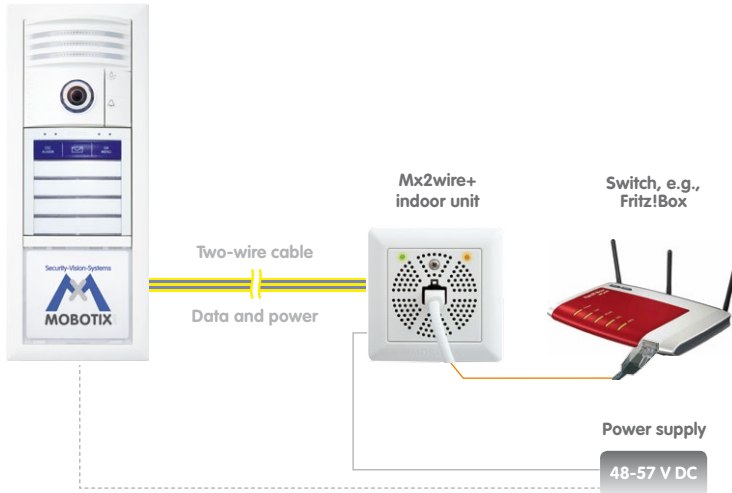 Mx2wire+
indoor unit
Switch, e.g.,
Fritz!Box
Two-wire cable
Data and power
Security-Vision-Systems
MOBOTIX
Power supply
48-57 V DC